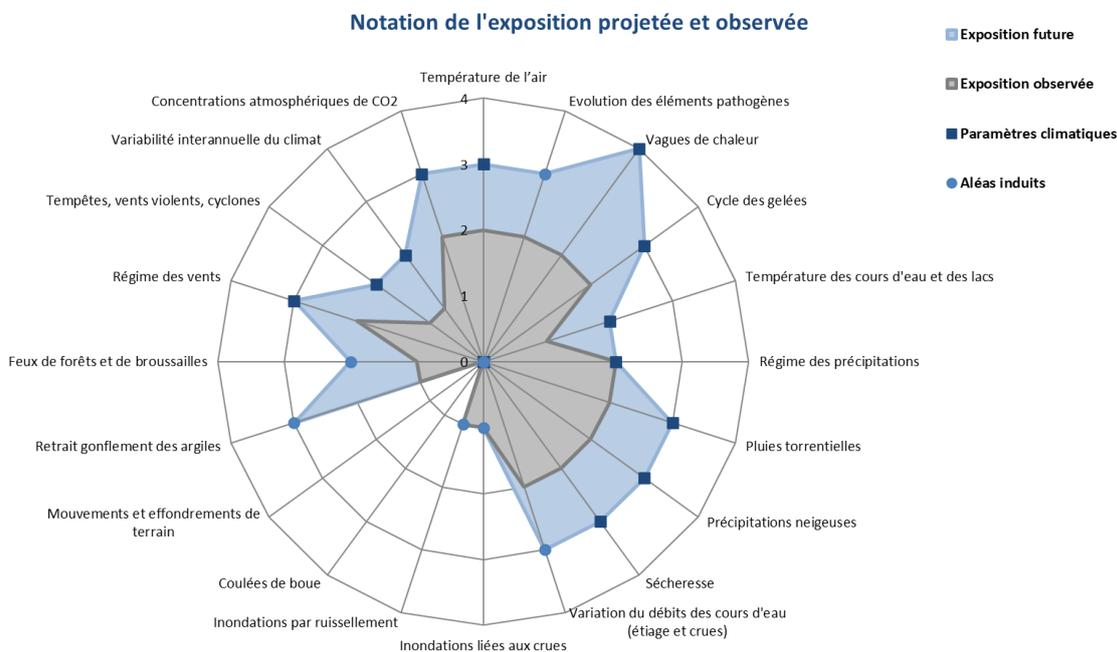 Notation de l'exposition projetée et observée
Exposition future
Exposition observée
Paramètres climatiques
Aléas induits
Température de l’air
Evolution des éléments pathogènes
Vagues de chaleur
Cycle des gelées
Température des cours d'eau et des lacs
Régime des précipitations
Pluies torrentielles
Précipitations neigeuses
Sécheresse
Variation du débits des cours d'eau
(étiage et crues)
Inondations liées aux crues
Inondations par ruissellement
Coulées de boue
Mouvements et effondrements de
terrain
Retrait gonflement des argiles
Feux de forêts et de broussailles
Régime des vents
Tempêtes, vents violents, cyclones
Variabilité interannuelle du climat
Concentrations atmosphériques de CO2
4
3
2
1
0